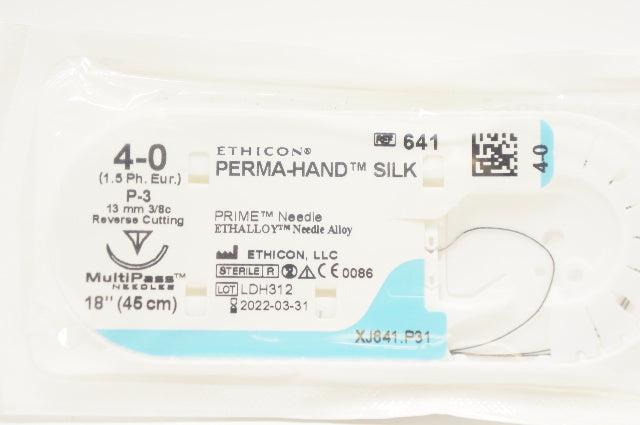 4-0
(1.5 Ph. Eur.)
P-3
13 mm 3/8c
Reverse Cutting
MultiPass™
NEEDLES
18" (45 cm)
ETHICON®
PERMA-HAND™ SILK
REF 641
4-0
PRIME™ Needle
ETHALLOY™ Needle Alloy
ETHICON, LLC
STERILE R 2 CE 0086
LOT LDH312
2022-03-31
XJ641.P31